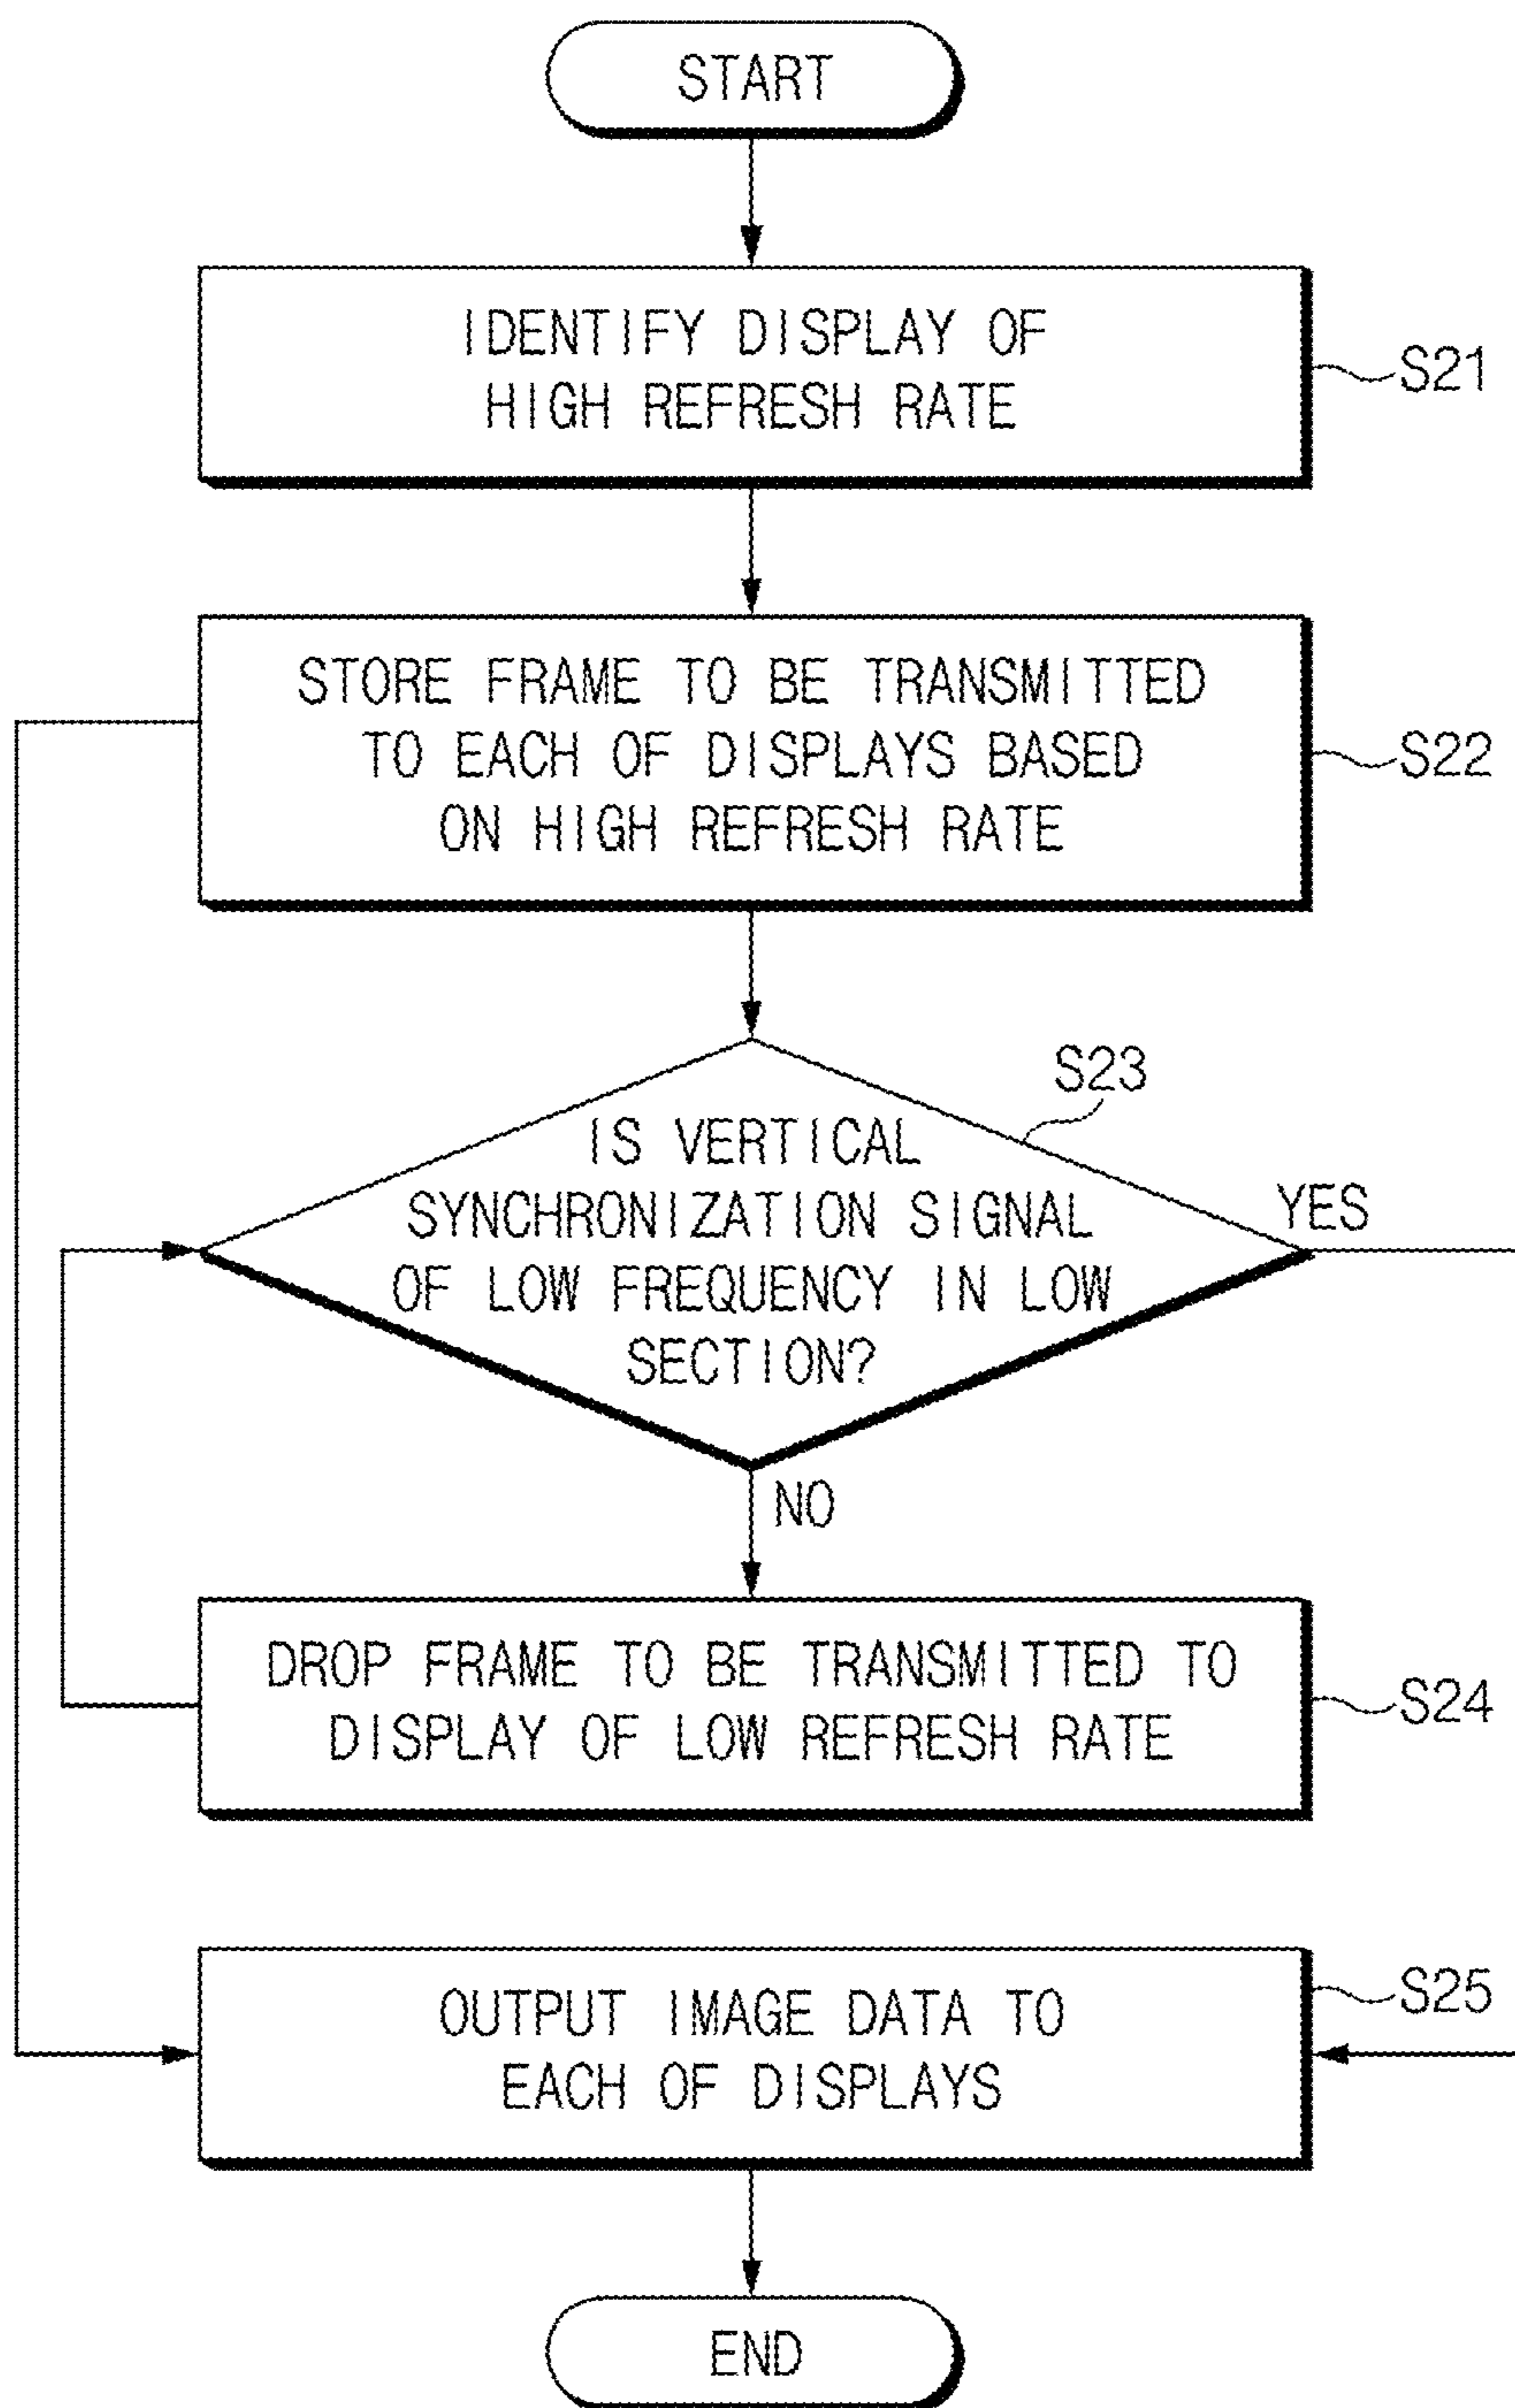 START
IDENTIFY DISPLAY OF
HIGH REFRESH RATE
S21
STORE FRAME TO BE TRANSMITTED
TO EACH OF DISPLAYS BASED
ON HIGH REFRESH RATE
S22
S23
IS VERTICAL
SYNCHRONIZATION SIGNAL
OF LOW FREQUENCY IN LOW
SECTION?
YES
NO
DROP FRAME TO BE TRANSMITTED TO
DISPLAY OF LOW REFRESH RATE
S24
OUTPUT IMAGE DATA TO
EACH OF DISPLAYS
S25
END